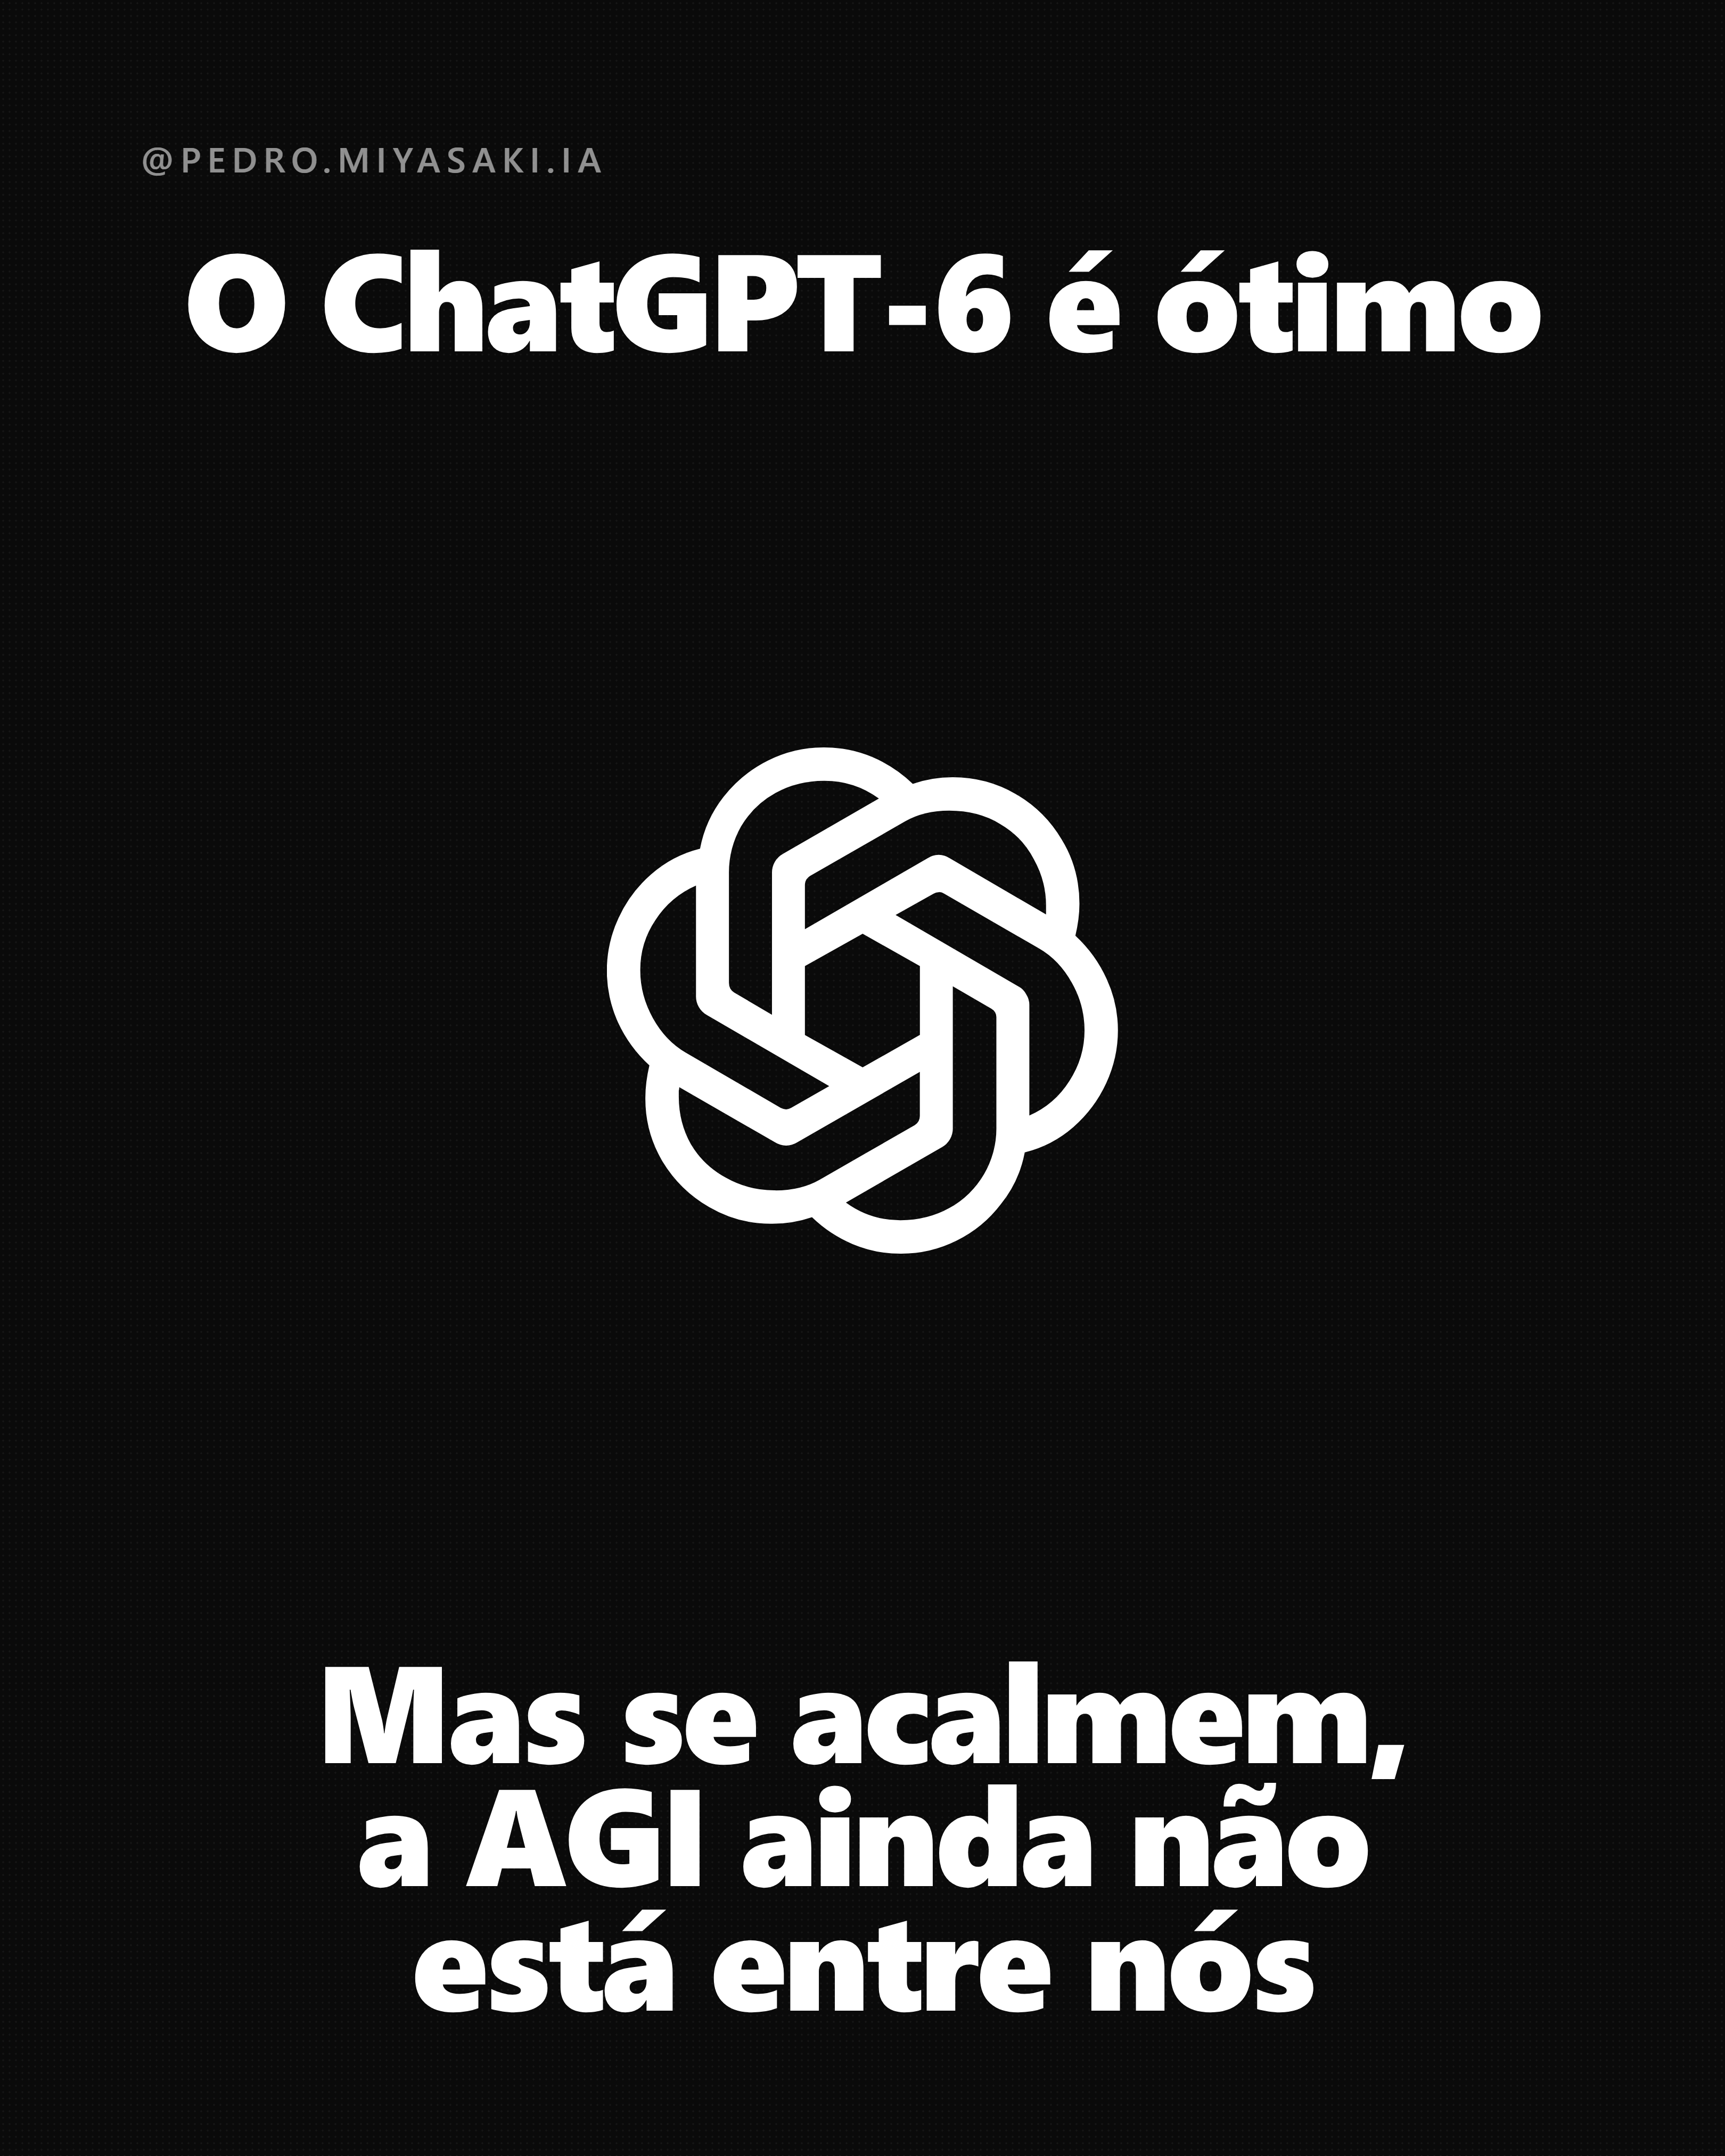 @PEDRO.MIYASAKI.IA
O ChatGPT-6 é ótimo
Mas se acalmem,
a AGI ainda não
está entre nós